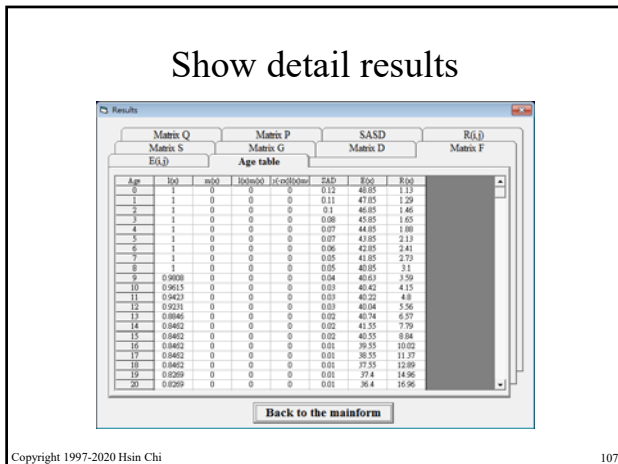 Show detail results
Results
Matrix Q Matrix P SASD R(i,j)
Matrix S Matrix G Matrix D Matrix F
E(i,j) Age table
Age l(x) m(x) l(x)m(x) SAD E(x) R(x)
0 1 0 0 0 0.12 48.85 1.13
1 1 0 0 0 0.11 47.85 1.29
2 1 0 0 0 0.1 46.85 1.46
3 1 0 0 0 0.08 45.85 1.65
4 1 0 0 0 0.07 44.85 1.88
5 1 0 0 0 0.07 43.85 2.13
6 1 0 0 0 0.06 42.85 2.41
7 1 0 0 0 0.05 41.85 2.73
8 1 0 0 0 0.05 40.85 3.1
9 0.9808 0 0 0 0.04 40.63 3.59
10 0.9615 0 0 0 0.03 40.42 4.15
11 0.9423 0 0 0 0.03 40.22 4.8
12 0.9231 0 0 0 0.03 40.04 5.56
13 0.8846 0 0 0 0.02 40.74 6.57
14 0.8462 0 0 0 0.02 41.55 7.79
15 0.8462 0 0 0 0.02 40.55 8.84
16 0.8462 0 0 0 0.01 39.55 10.02
17 0.8462 0 0 0 0.01 38.55 11.37
18 0.8462 0 0 0 0.01 37.55 12.89
19 0.8269 0 0 0 0.01 37.4 14.96
20 0.8269 0 0 0 0.01 36.4 16.96
Back to the mainform
Copyright 1997-2020 Hsin Chi 107